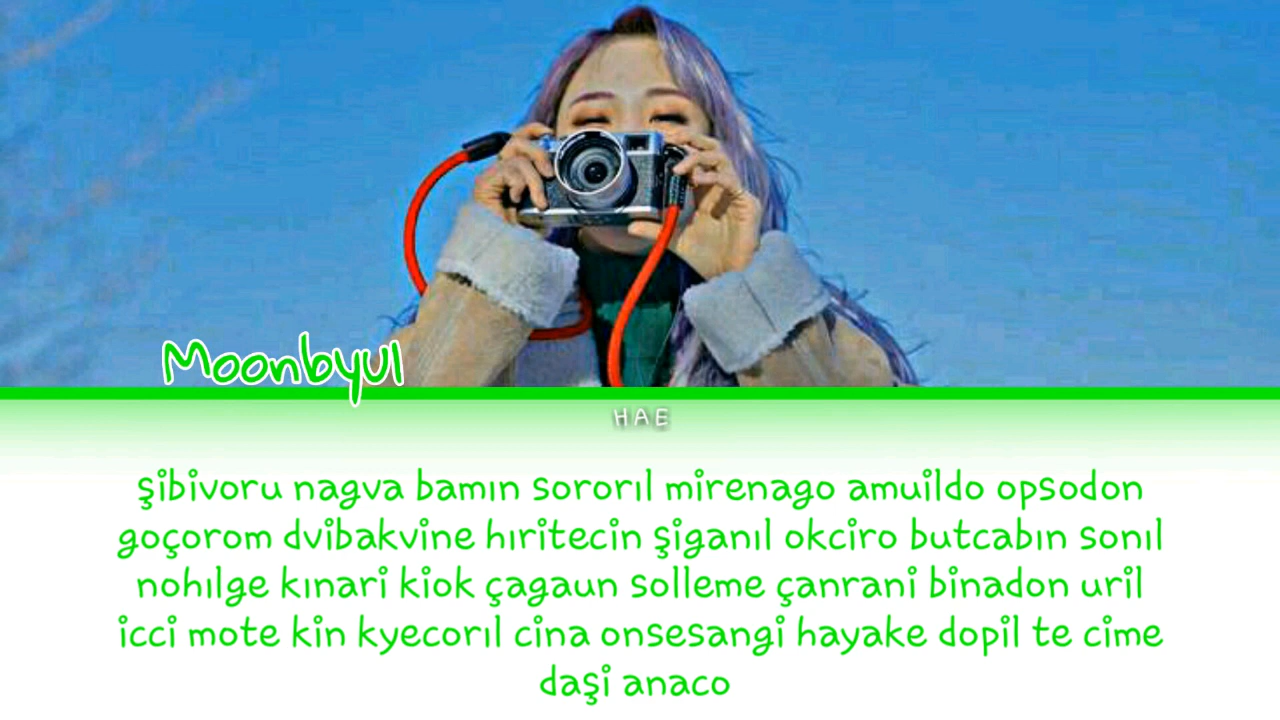 Moonbyul
HAE
şibivoru nagva bamın sororıl mirenago amuildo opsodon
goçorom dvibakvine hıritecin şiganıl okciro butcabın sonıl
nohılge kınari kiok çagaun solleme çanrani binadon uril
icci mote kin kyecorıl cina onsesangi hayake dopil te cime
daşi anaco